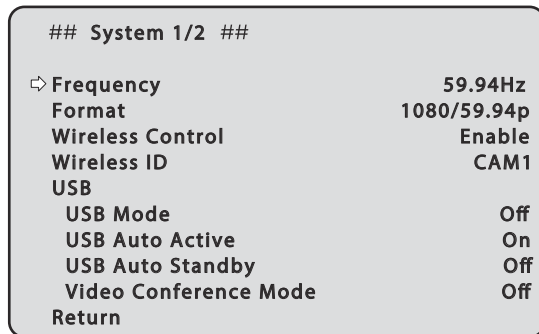 ## System 1/2 ##
Frequency 59.94Hz
Format 1080/59.94p
Wireless Control Enable
Wireless ID CAM1
USB
USB Mode Off
USB Auto Active On
USB Auto Standby Off
Video Conference Mode Off
Return